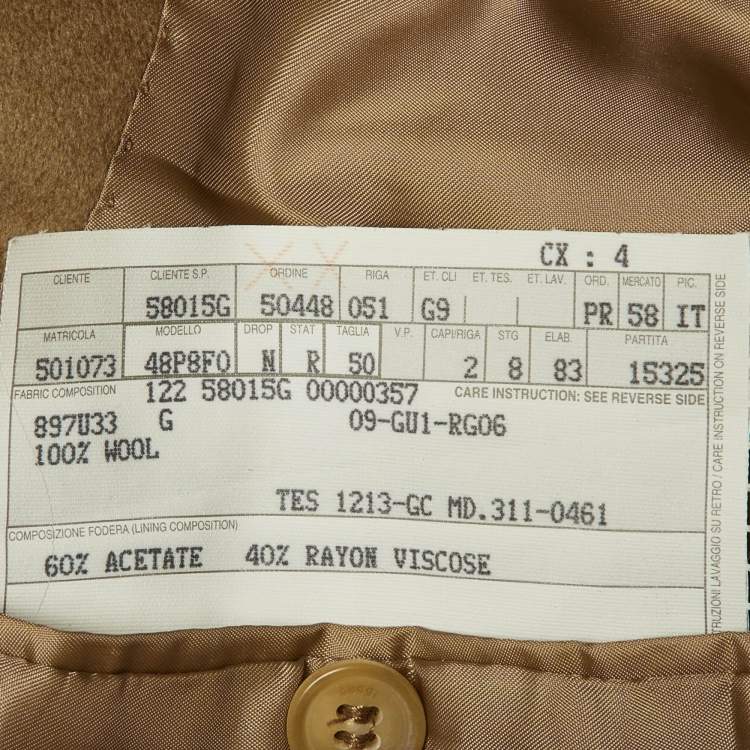 CX : 4
CLIENTE CLIENTE S.P. ORDINE RIGA ET. CLI ET. TES. ET. LAV. ORD. MERCATO PIC.
58015G 50448 051 G9 PR 58 IT
MATRICOLA MODELLO DROP STAT TAGLIA V.P. CAPI/RIGA STG ELAB. PARTITA
501073 48P8F0 N R 50 2 8 83 15325
FABRIC COMPOSITION 122 58015G 00000357 CARE INSTRUCTION: SEE REVERSE SIDE
897U33 G 09-GU1-RG06
100% WOOL
TES 1213-GC MD.311-0461
COMPOSIZIONE FODERA (LINING COMPOSITION)
60% ACETATE 40% RAYON VISCOSE
LAVAGGIO SU RETRO / CARE INSTRUCTION ON REVERSE SIDE